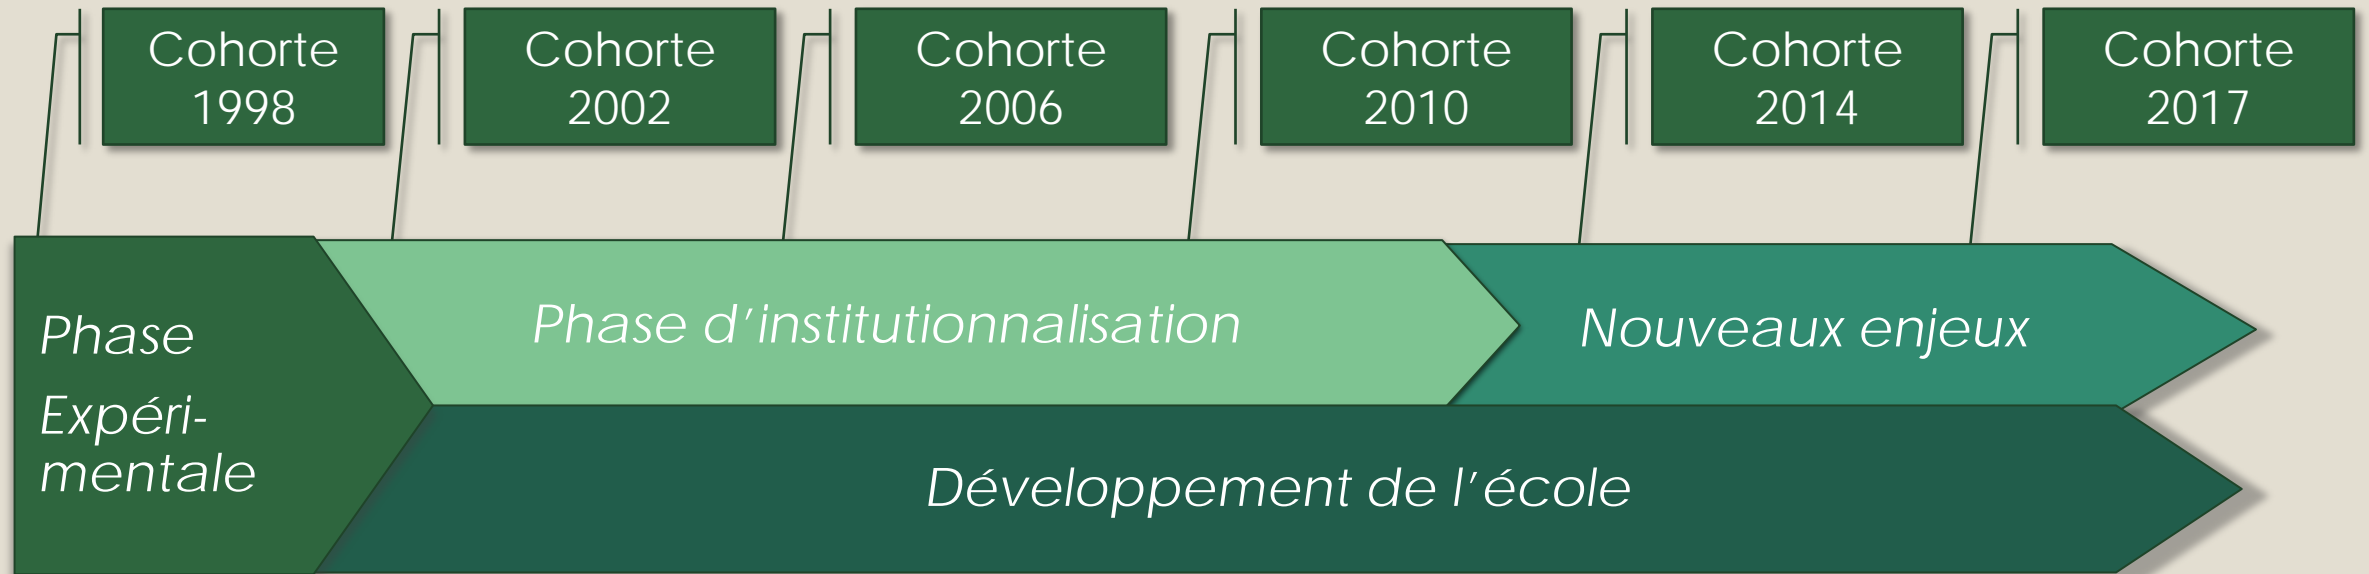 Cohorte
1998
Cohorte
2002
Cohorte
2006
Cohorte
2010
Cohorte
2014
Cohorte
2017
Phase
Expéri-
mentale
Phase d’institutionnalisation
Nouveaux enjeux
Développement de l’école